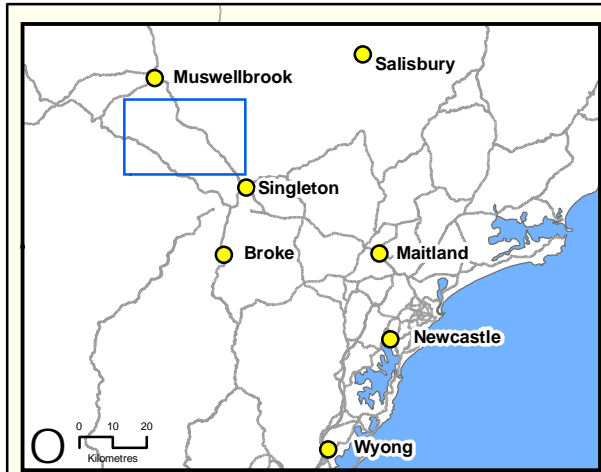 Salisbury
Muswellbrook
Singleton
Broke
Maitland
Newcastle
O
0 10 20
Kilometres
Wyong